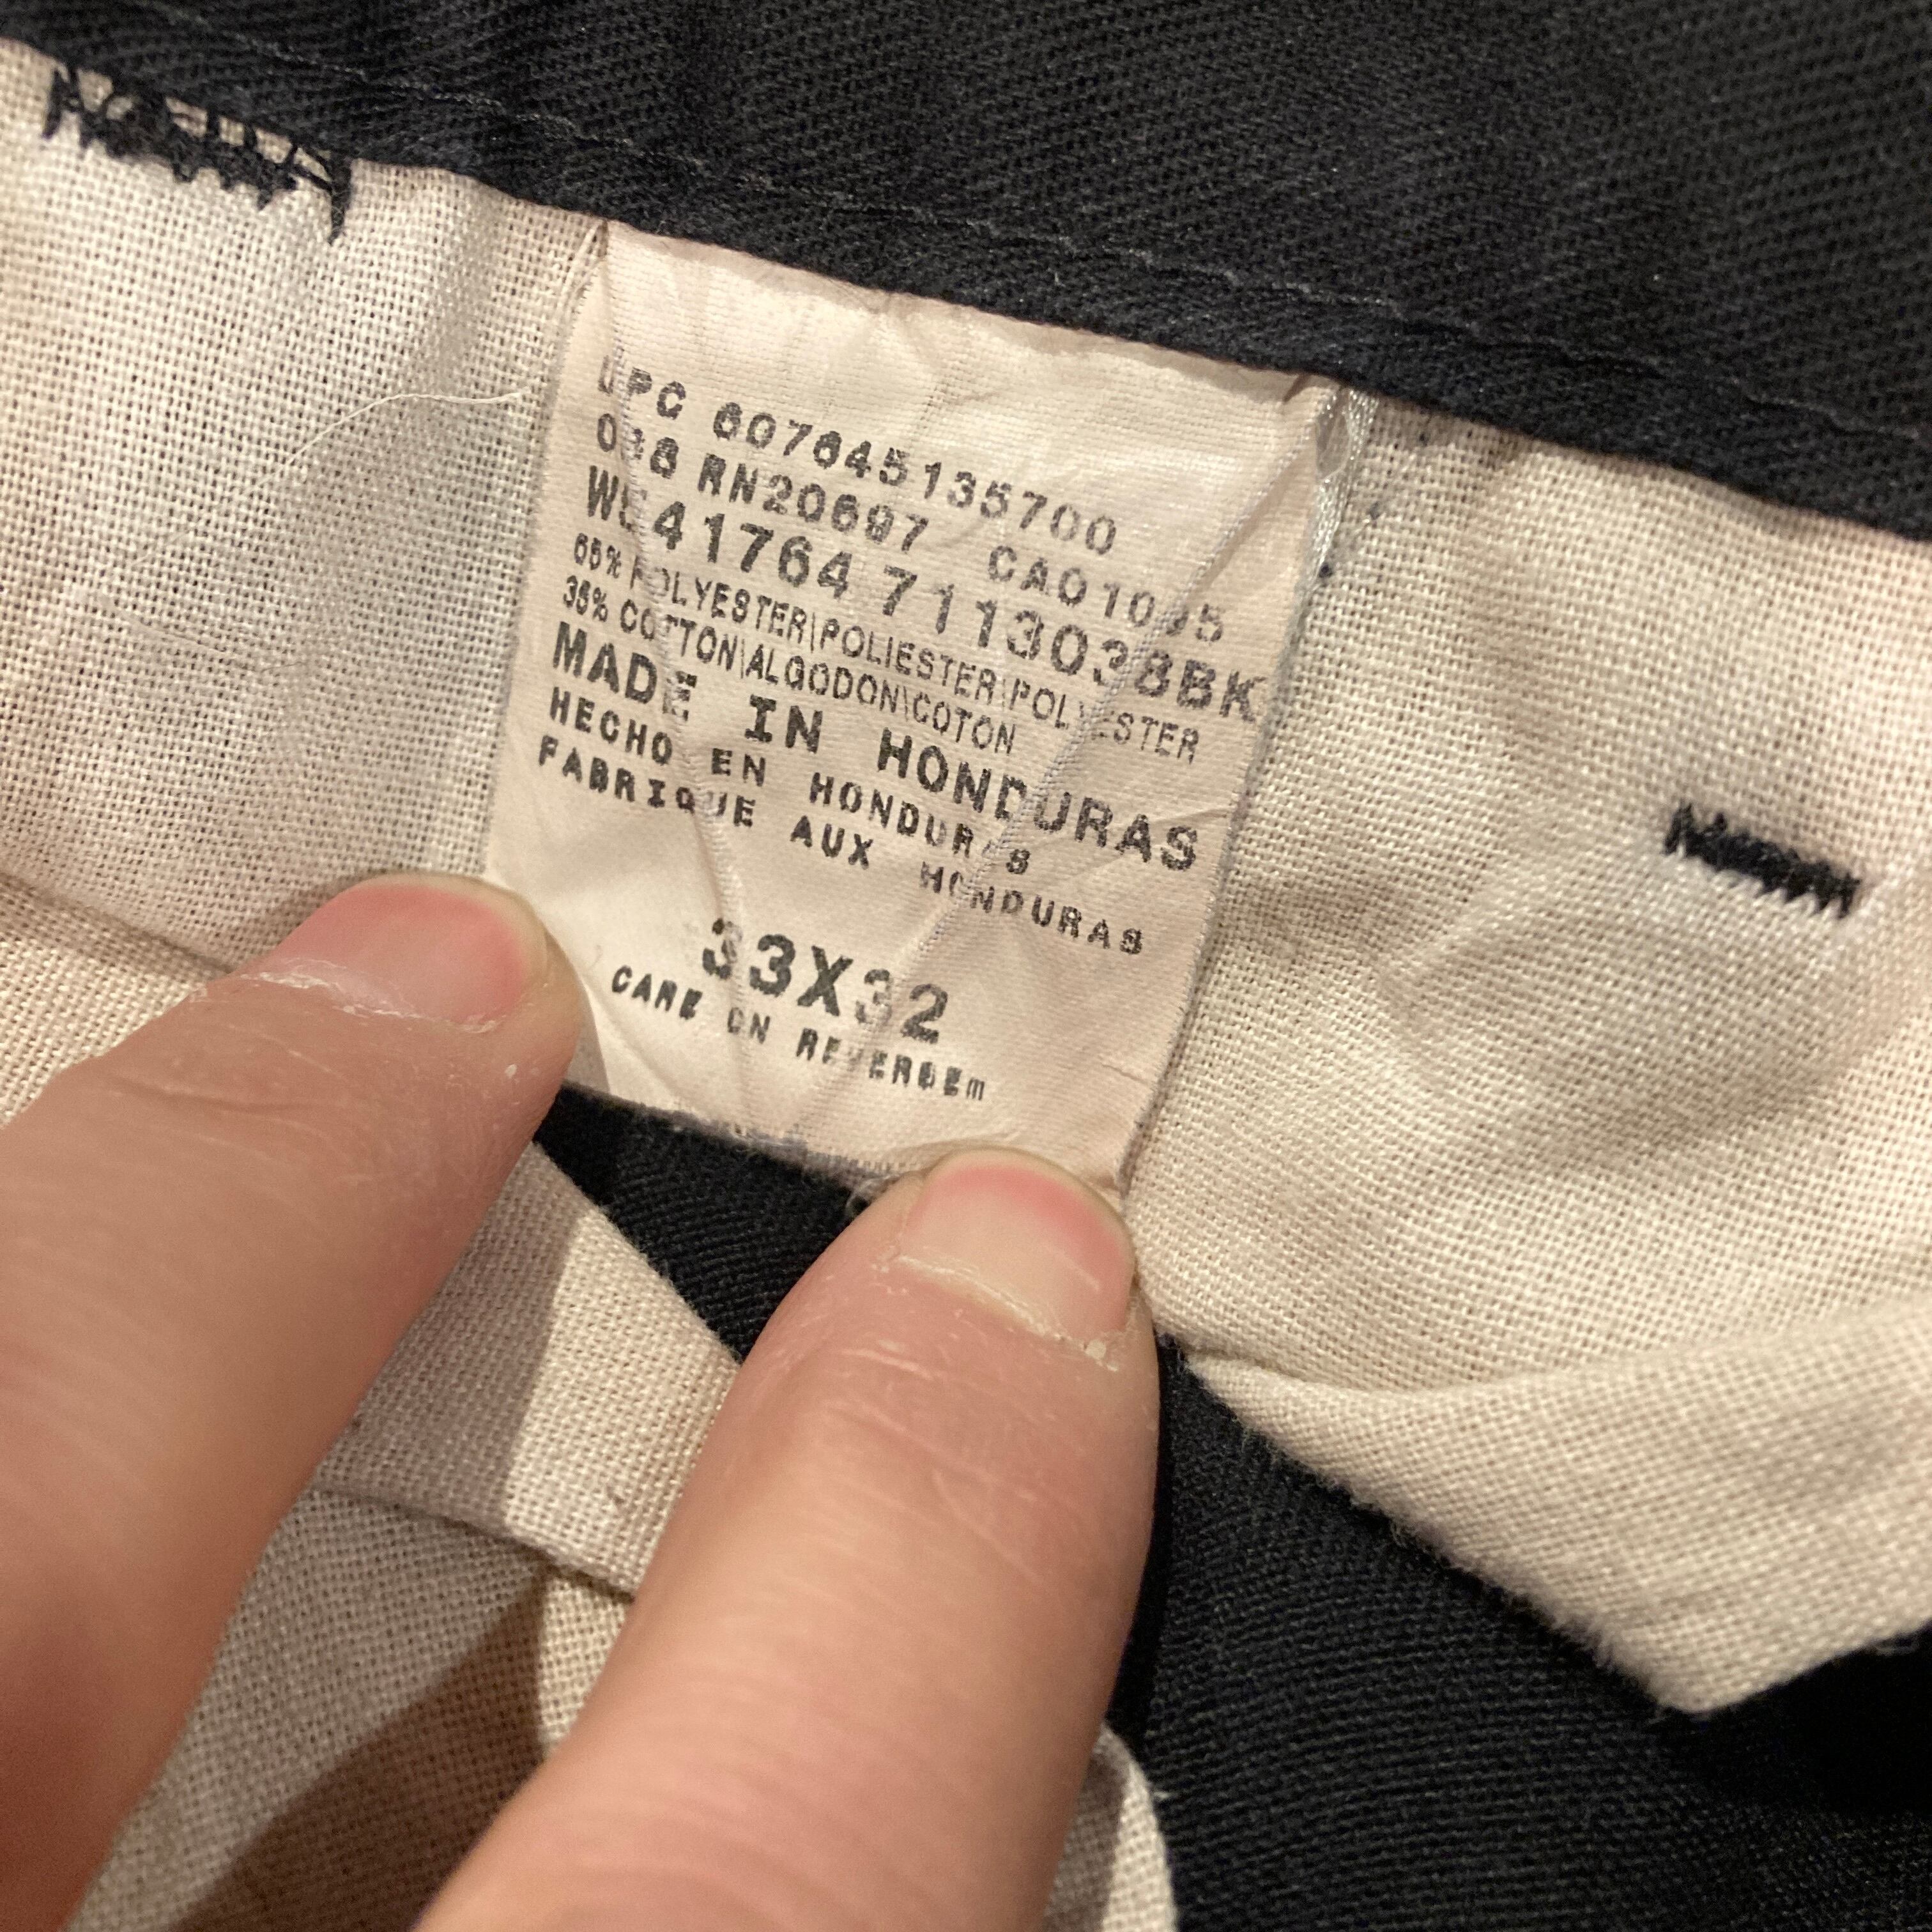 UPC 607645135700
038 RN20697 CA01095
WE41764 7113038BK
65% POLYESTER\POLIESTER\POLYESTER
35% COTTON\ALGODON\COTON
MADE IN HONDURAS
HECHO EN HONDURAS
FABRIQUE AUX HONDURAS
33X32
CARE ON REVERSEm